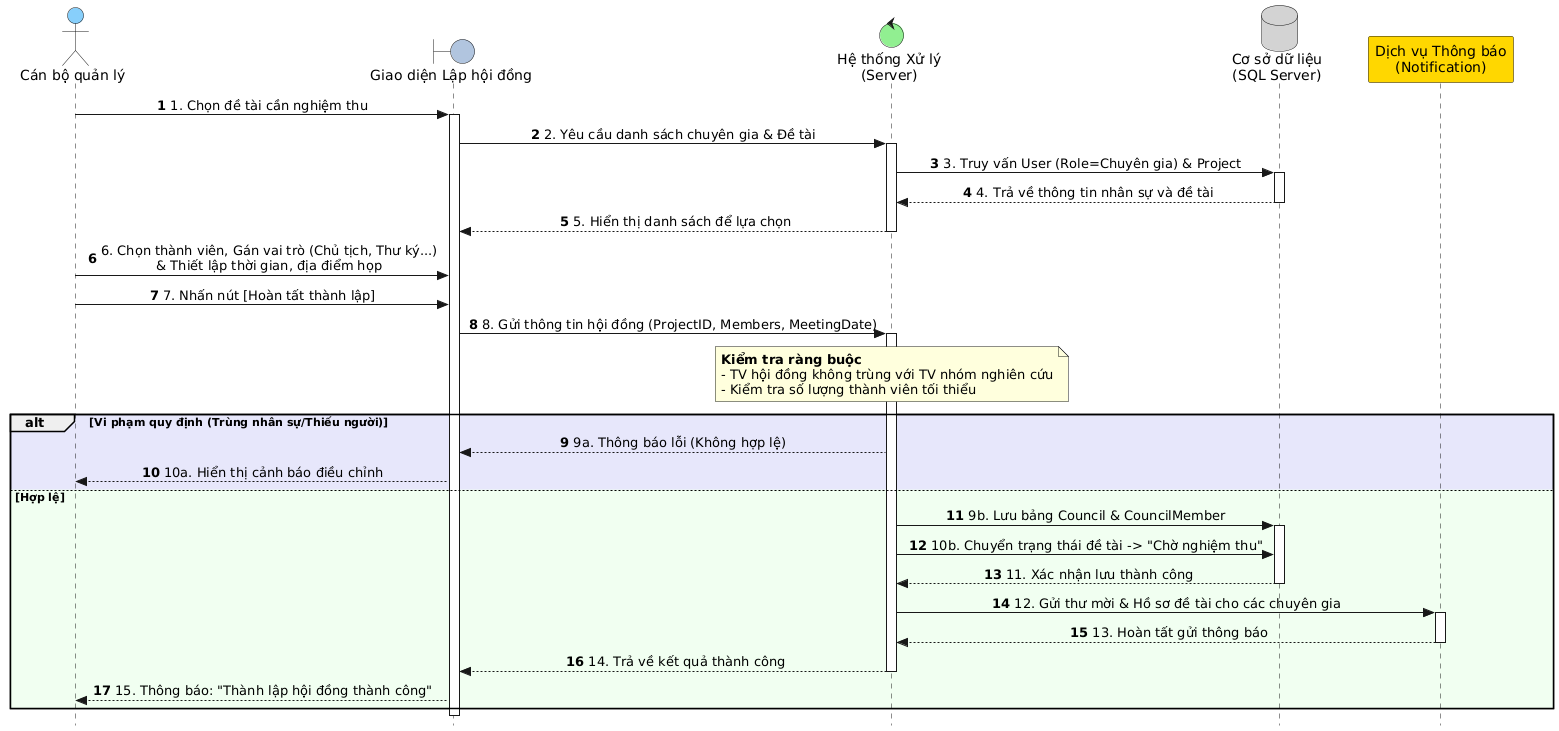 Cán bộ quản lý
Giao diện Lập hội đồng
Hệ thống Xử lý
(Server)
Cơ sở dữ liệu
(SQL Server)
Dịch vụ Thông báo
(Notification)
1 1. Chọn đề tài cần nghiệm thu
2 2. Yêu cầu danh sách chuyên gia & Đề tài
3 3. Truy vấn User (Role=Chuyên gia) & Project
4 4. Trả về thông tin nhân sự và đề tài
5 5. Hiển thị danh sách để lựa chọn
6 6. Chọn thành viên, Gán vai trò (Chủ tịch, Thư ký...)
& Thiết lập thời gian, địa điểm họp
7 7. Nhấn nút [Hoàn tất thành lập]
8 8. Gửi thông tin hội đồng (ProjectID, Members, MeetingDate)
Kiểm tra ràng buộc
- TV hội đồng không trùng với TV nhóm nghiên cứu
- Kiểm tra số lượng thành viên tối thiểu
alt [Vi phạm quy định (Trùng nhân sự/Thiếu người)]
9 9a. Thông báo lỗi (Không hợp lệ)
10 10a. Hiển thị cảnh báo điều chỉnh
[Hợp lệ]
11 9b. Lưu bảng Council & CouncilMember
12 10b. Chuyển trạng thái đề tài -> "Chờ nghiệm thu"
13 11. Xác nhận lưu thành công
14 12. Gửi thư mời & Hồ sơ đề tài cho các chuyên gia
15 13. Hoàn tất gửi thông báo
16 14. Trả về kết quả thành công
17 15. Thông báo: "Thành lập hội đồng thành công"